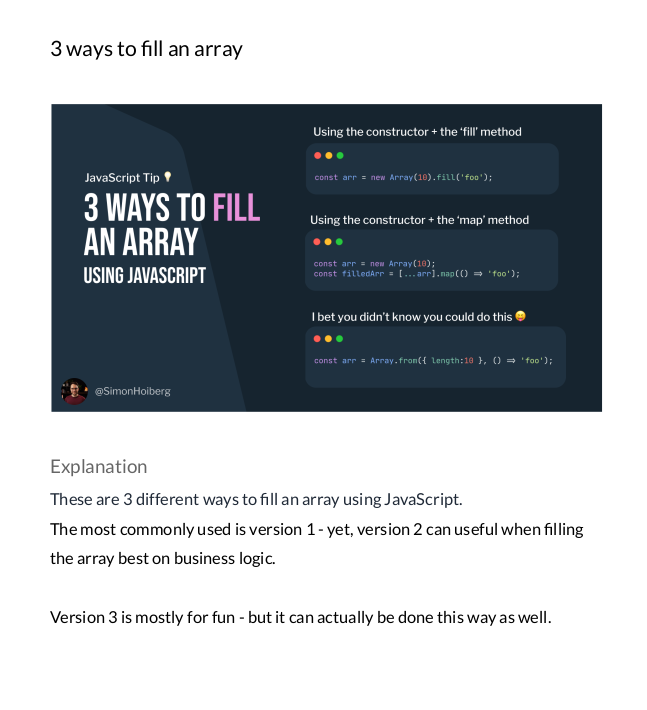 3 ways to fill an array
JavaScript Tip 💡
3 WAYS TO FILL
AN ARRAY
USING JAVASCRIPT
@SimonHoiberg
Using the constructor + the ‘fill’ method
const arr = new Array(10).fill('foo');
Using the constructor + the ‘map’ method
const arr = new Array(10);
const filledArr = [...arr].map(() => 'foo');
I bet you didn’t know you could do this 😝
const arr = Array.from({ length:10 }, () => 'foo');
Explanation
These are 3 different ways to fill an array using JavaScript.
The most commonly used is version 1 - yet, version 2 can useful when filling
the array best on business logic.
Version 3 is mostly for fun - but it can actually be done this way as well.